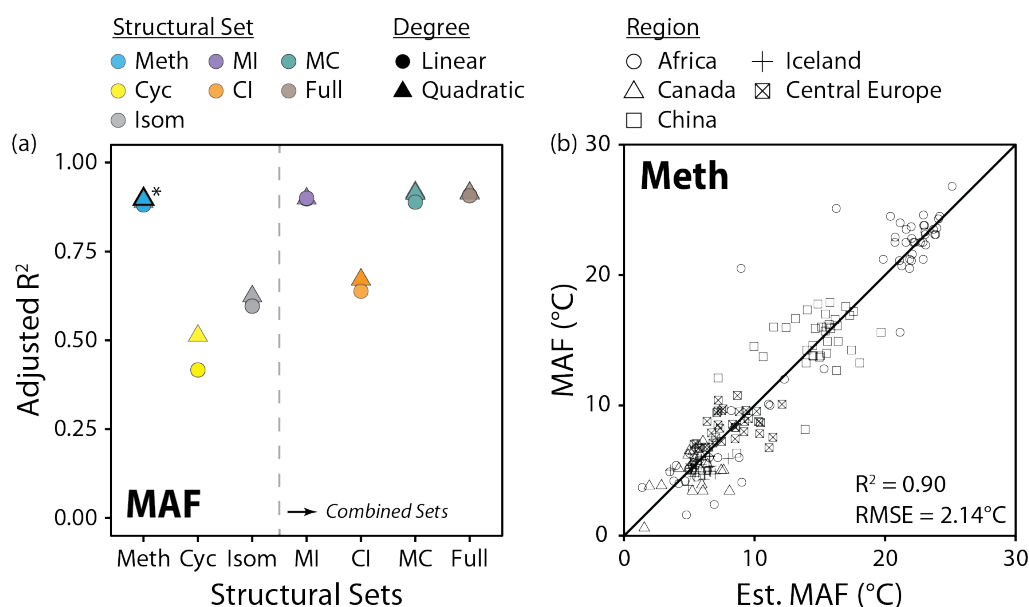 Structural Set
Meth
MI
MC
Cyc
CI
Full
Isom
Degree
Linear
Quadratic
Region
Africa
Iceland
Canada
Central Europe
China
(a)
1.00
0.75
0.50
0.25
0.00
Adjusted R²
*
MAF
Combined Sets
Meth Cyc Isom MI CI MC Full
Structural Sets
(b)
30
20
10
0
MAF (°C)
Meth
R² = 0.90
RMSE = 2.14°C
0 10 20 30
Est. MAF (°C)